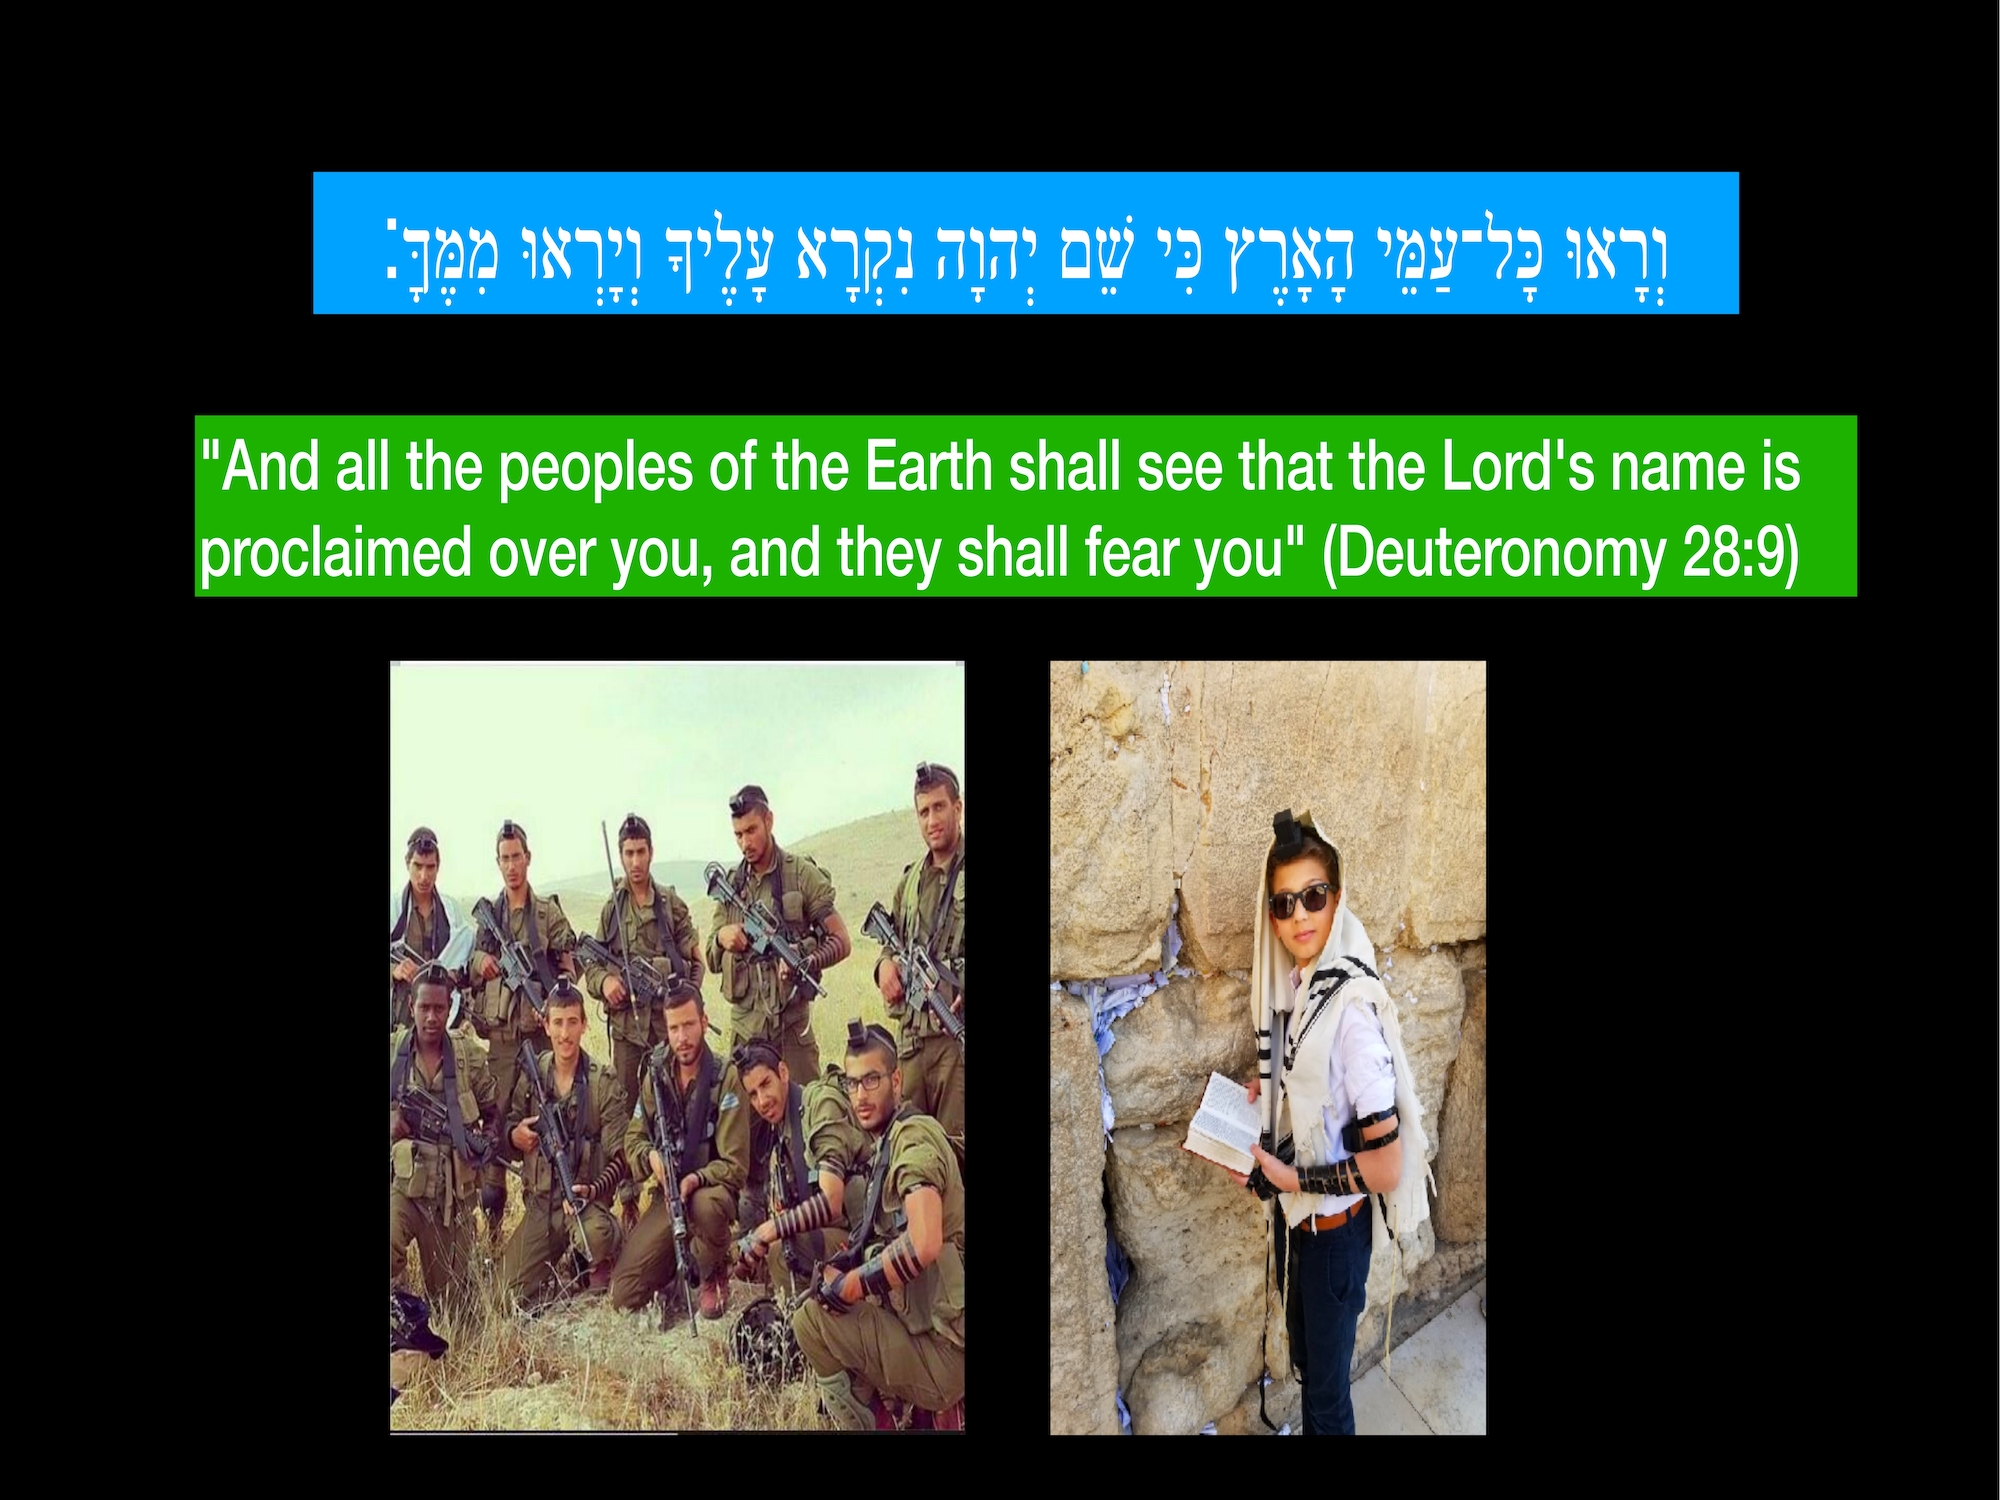 וְרָאוּ כָּל־עַמֵּי הָאָרֶץ כִּי שֵׁם יְהוָה נִקְרָא עָלֶיךָ וְיָרְאוּ מִמֶּךָּ׃
"And all the peoples of the Earth shall see that the Lord's name is
proclaimed over you, and they shall fear you" (Deuteronomy 28:9)